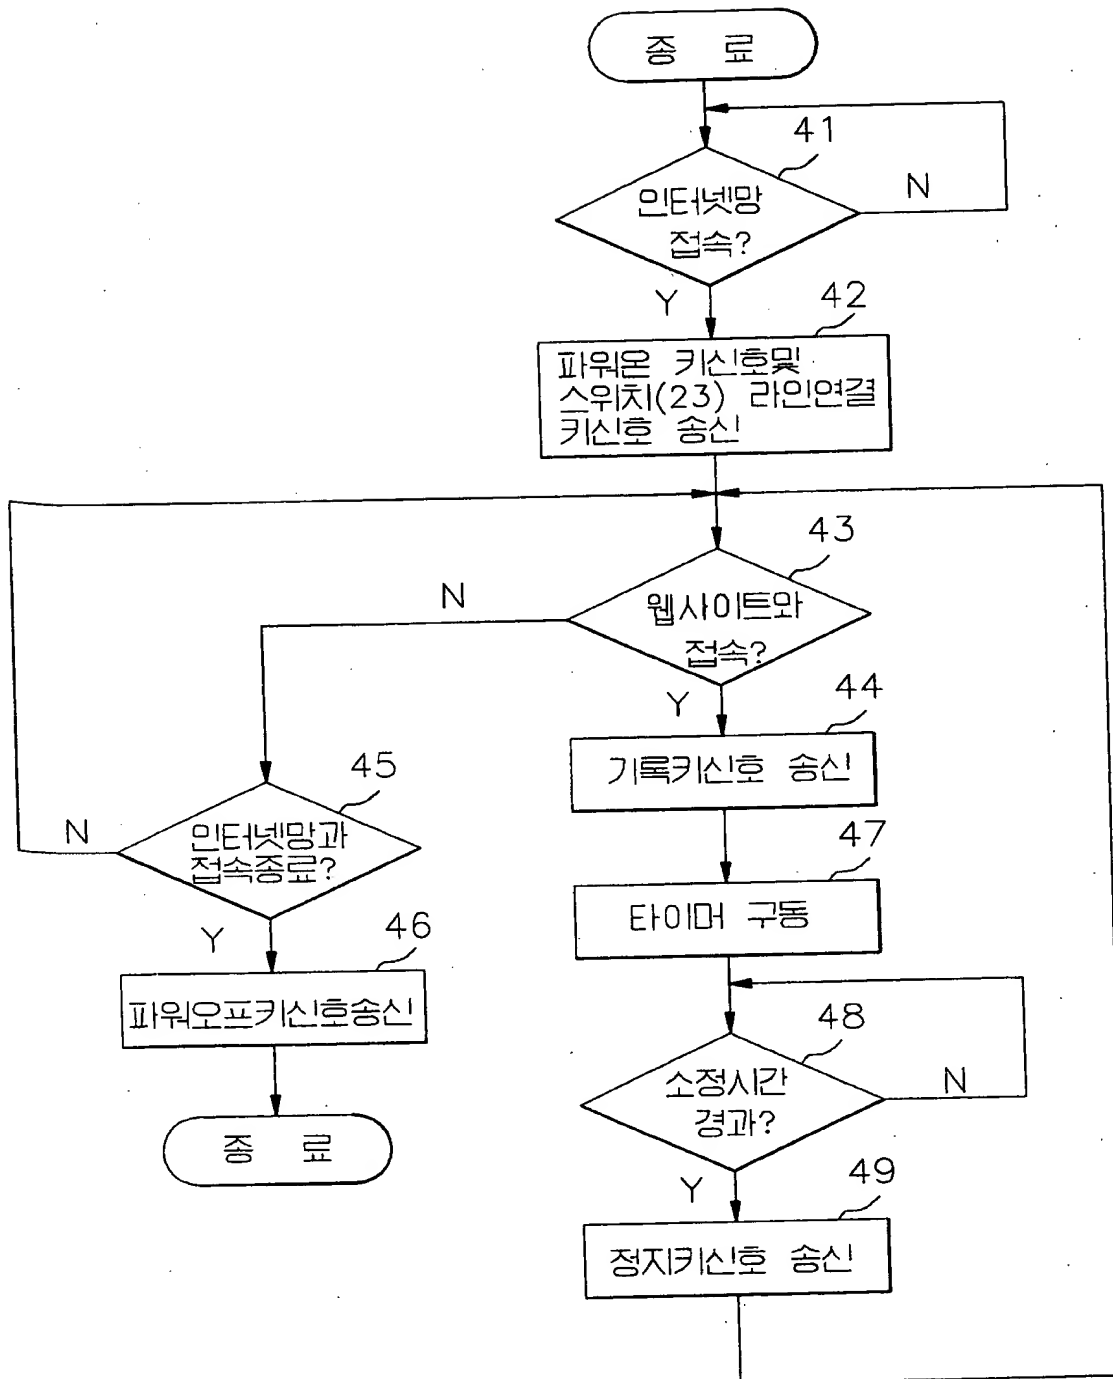 종 료
41
인터넷망
접속?
N
Y
42
파워온 키신호및
스위치(23) 라인연결
키신호 송신
43
웹사이트와
접속?
N
Y
44
기록키신호 송신
45
인터넷망과
접속종료?
N
Y
47
타이머 구동
46
파워오프키신호송신
48
소정시간
경과?
N
Y
종 료
49
정지키신호 송신